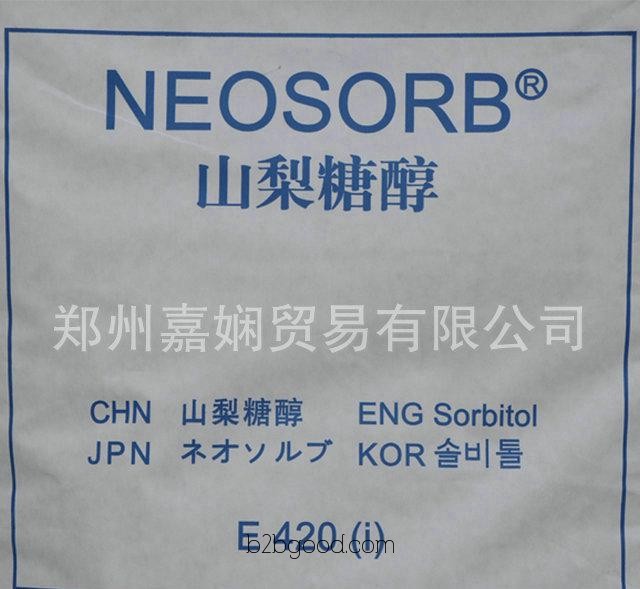 NEOSORB®
山梨糖醇
郑州嘉娴贸易有限公司
CHN 山梨糖醇 ENG Sorbitol
JPN ネオソルブ KOR 솔비톨
E 420 (i)
b2bgood.com